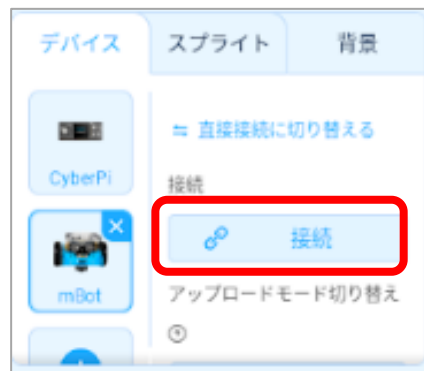 デバイス スプライト 背景
直接接続に切り替える
CyberPi
接続
接続
mBot
アップロードモード切り替え